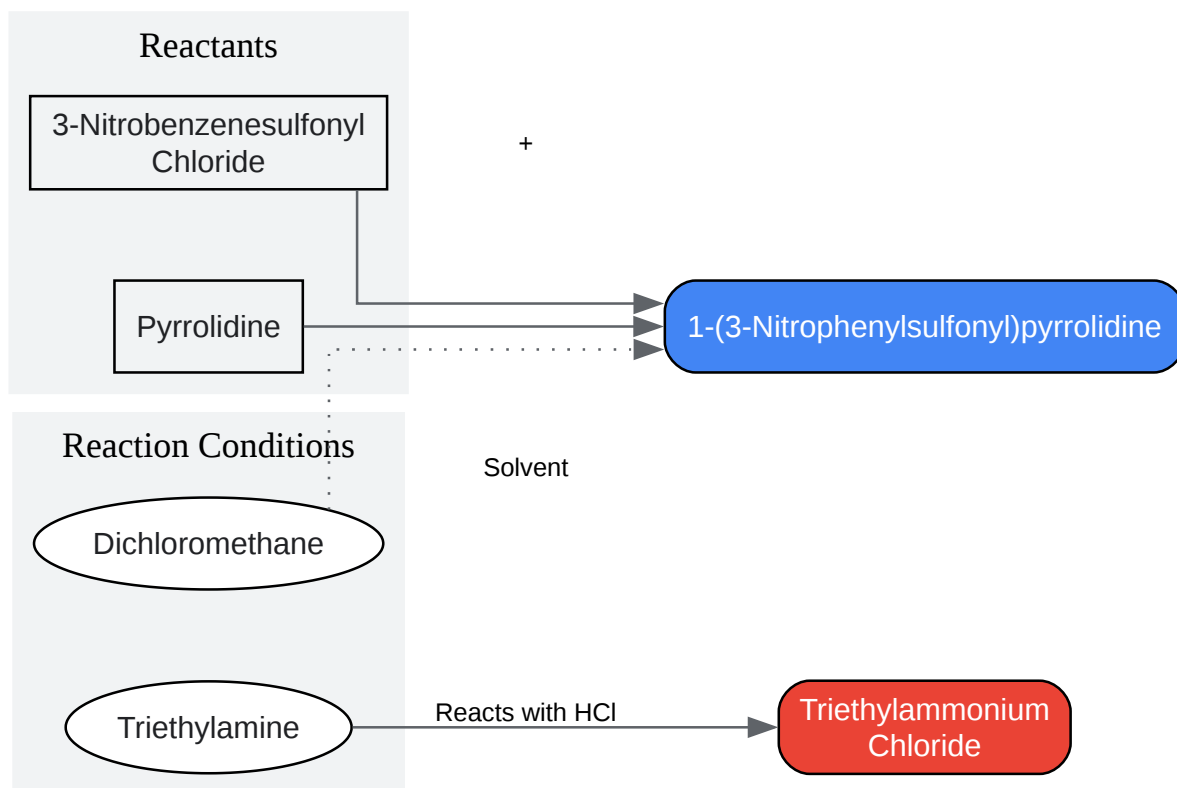 Reactants
3-Nitrobenzenesulfonyl
Chloride
+
Pyrrolidine
1-(3-Nitrophenylsulfonyl)pyrrolidine
Reaction Conditions
Solvent
Dichloromethane
Triethylamine
Reacts with HCl
Triethylammonium
Chloride